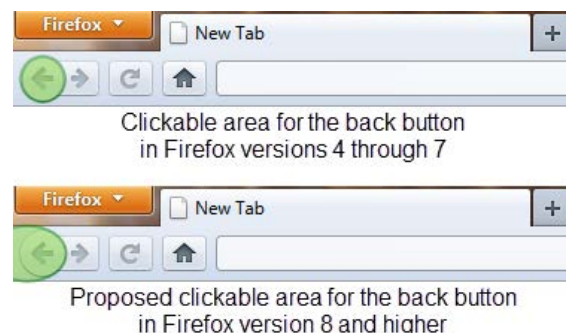 Firefox
New Tab
Clickable area for the back button
in Firefox versions 4 through 7
Firefox
New Tab
Proposed clickable area for the back button
in Firefox version 8 and higher